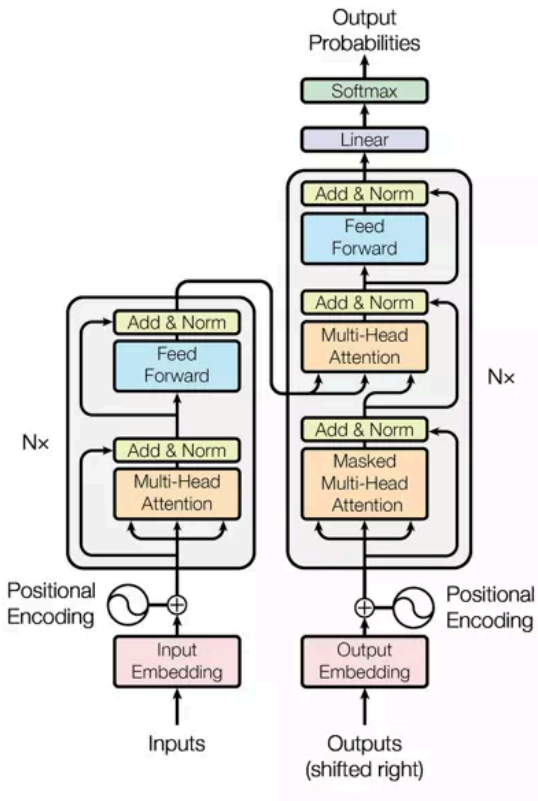 Output
Probabilities
Softmax
Linear
Add & Norm
Feed
Forward
Add & Norm
Multi-Head
Attention
Add & Norm
Masked
Multi-Head
Attention
Nx
Positional
Encoding
Output
Embedding
Outputs
(shifted right)
Add & Norm
Feed
Forward
Add & Norm
Multi-Head
Attention
Nx
Positional
Encoding
Input
Embedding
Inputs